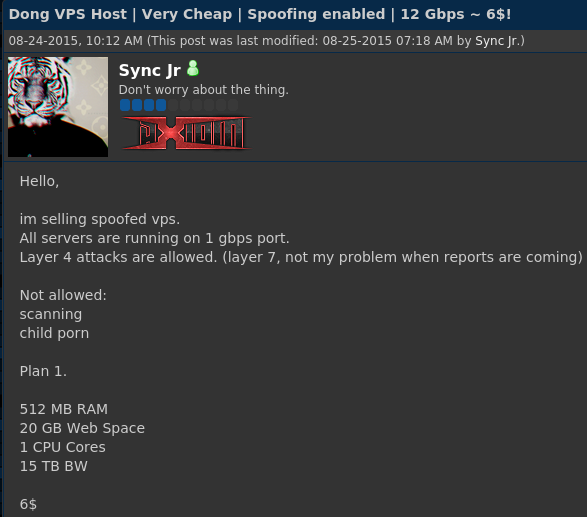 Dong VPS Host | Very Cheap | Spoofing enabled | 12 Gbps ~ 6$!
08-24-2015, 10:12 AM (This post was last modified: 08-25-2015 07:18 AM by Sync Jr.)
Sync Jr
Don't worry about the thing.
AXIOM
Hello,
im selling spoofed vps.
All servers are running on 1 gbps port.
Layer 4 attacks are allowed. (layer 7, not my problem when reports are coming)
Not allowed:
scanning
child porn
Plan 1.
512 MB RAM
20 GB Web Space
1 CPU Cores
15 TB BW
6$